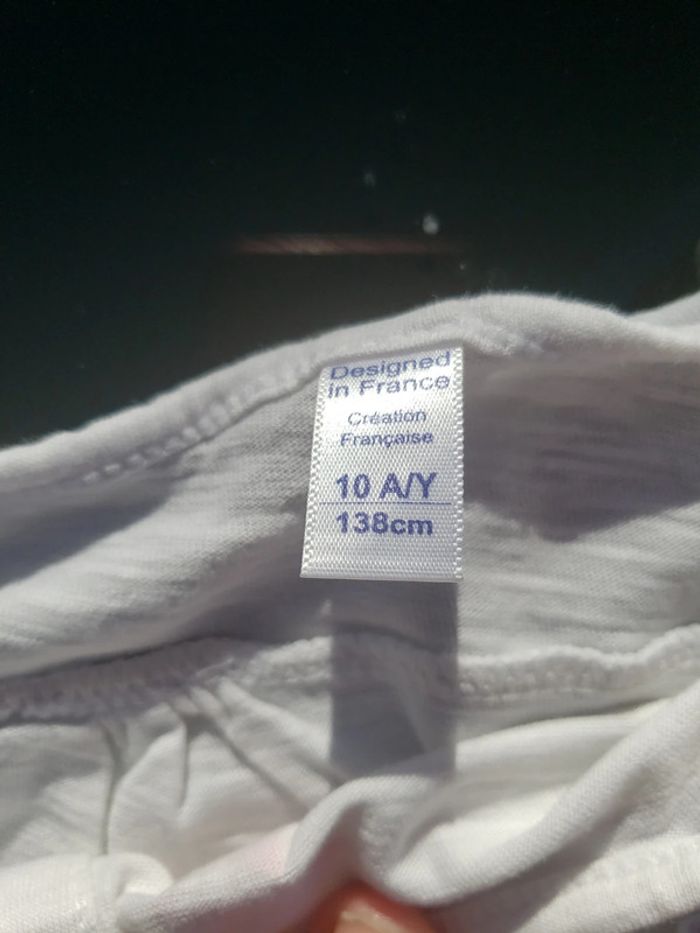 Designed
in France
Création
Française
10 A/Y
138cm